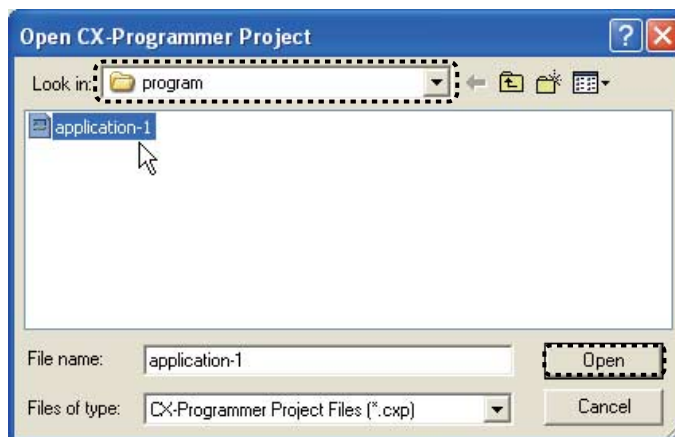 Open CX-Programmer Project
Look in: program
application-1
File name: application-1
Open
Files of type: CX-Programmer Project Files (*.cxp)
Cancel